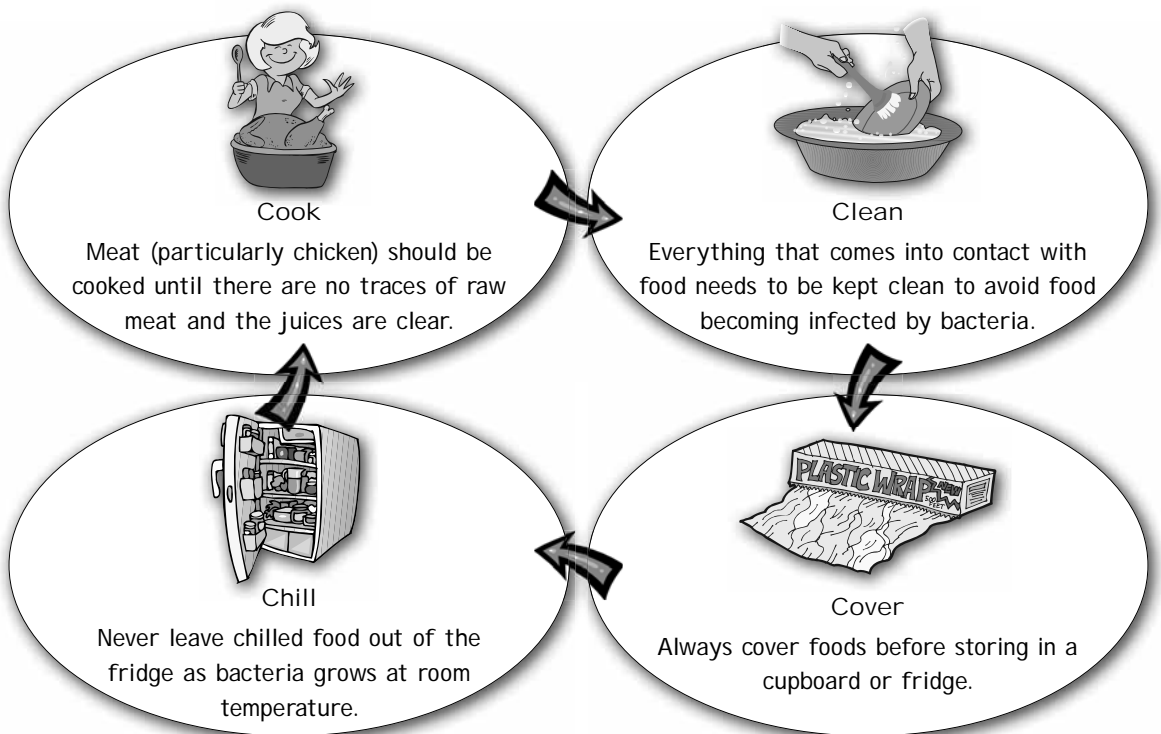 Cook
Meat (particularly chicken) should be
cooked until there are no traces of raw
meat and the juices are clear.
Clean
Everything that comes into contact with
food needs to be kept clean to avoid food
becoming infected by bacteria.
PLASTIC WRAP
NEW
500
FEET
Cover
Always cover foods before storing in a
cupboard or fridge.
Chill
Never leave chilled food out of the
fridge as bacteria grows at room
temperature.